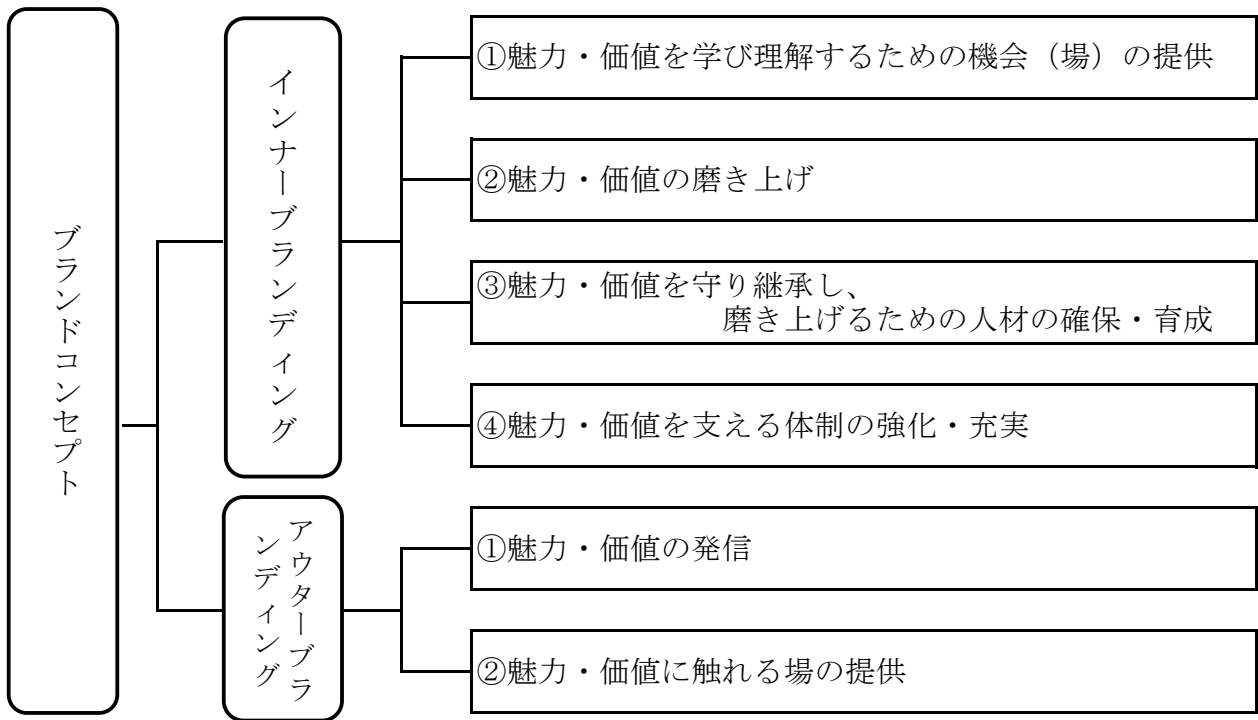 ブランドコンセプト
インナーブランディング
①魅力・価値を学び理解するための機会（場）の提供
②魅力・価値の磨き上げ
③魅力・価値を守り継承し、
磨き上げるための人材の確保・育成
④魅力・価値を支える体制の強化・充実
アウターブラ
ンディング
①魅力・価値の発信
②魅力・価値に触れる場の提供